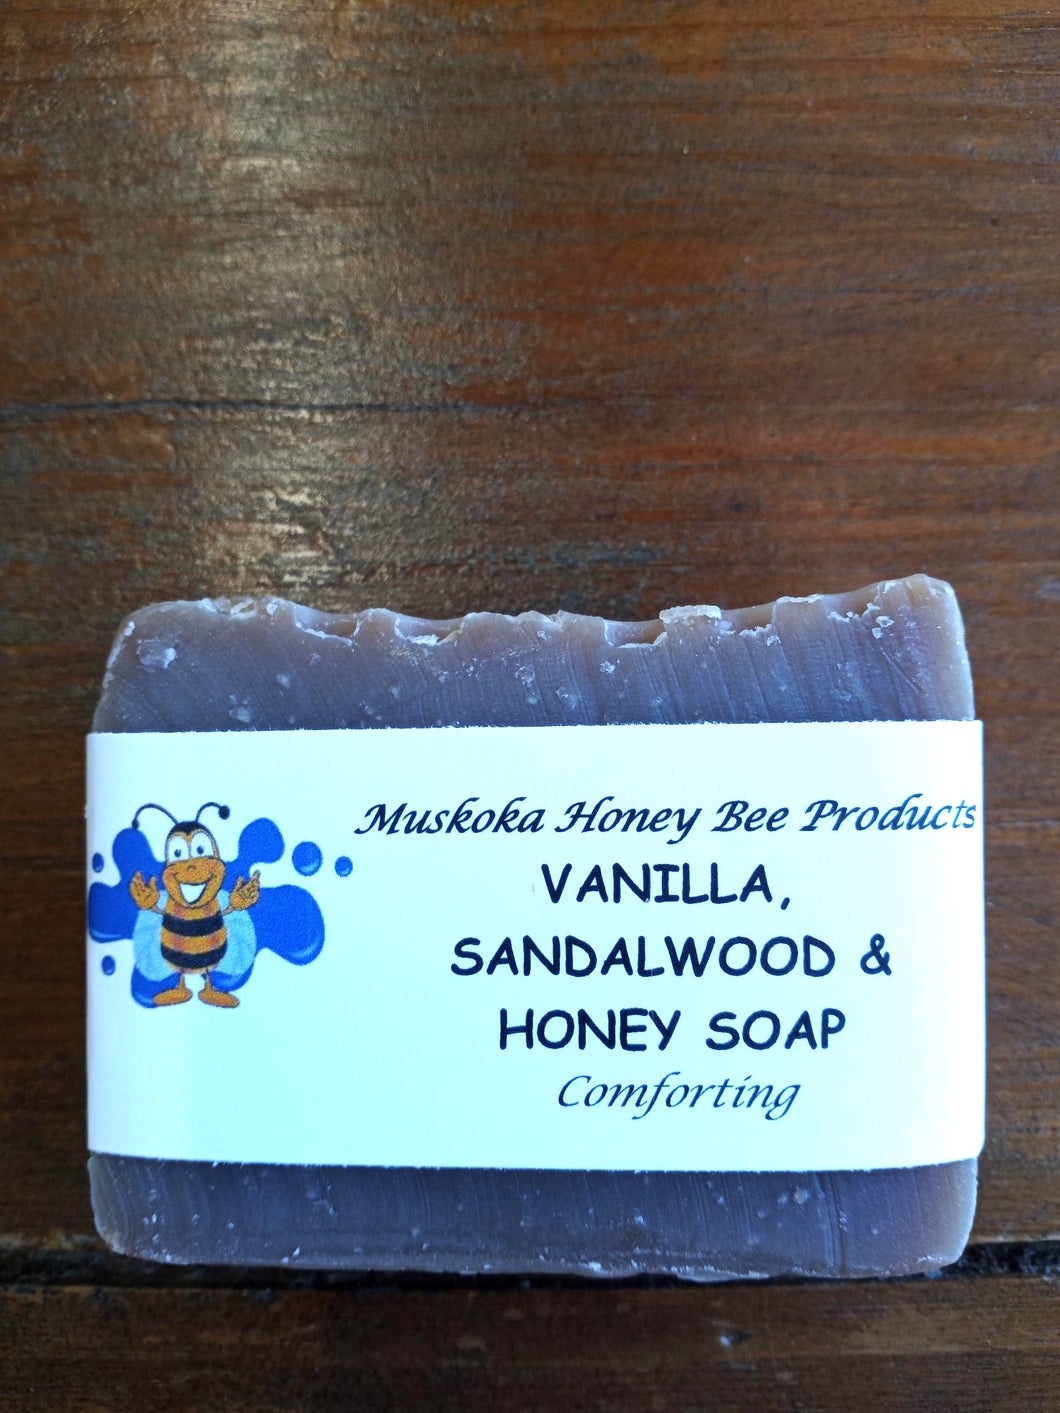 Muskoka Honey Bee Products
VANILLA,
SANDALWOOD &
HONEY SOAP
Comforting